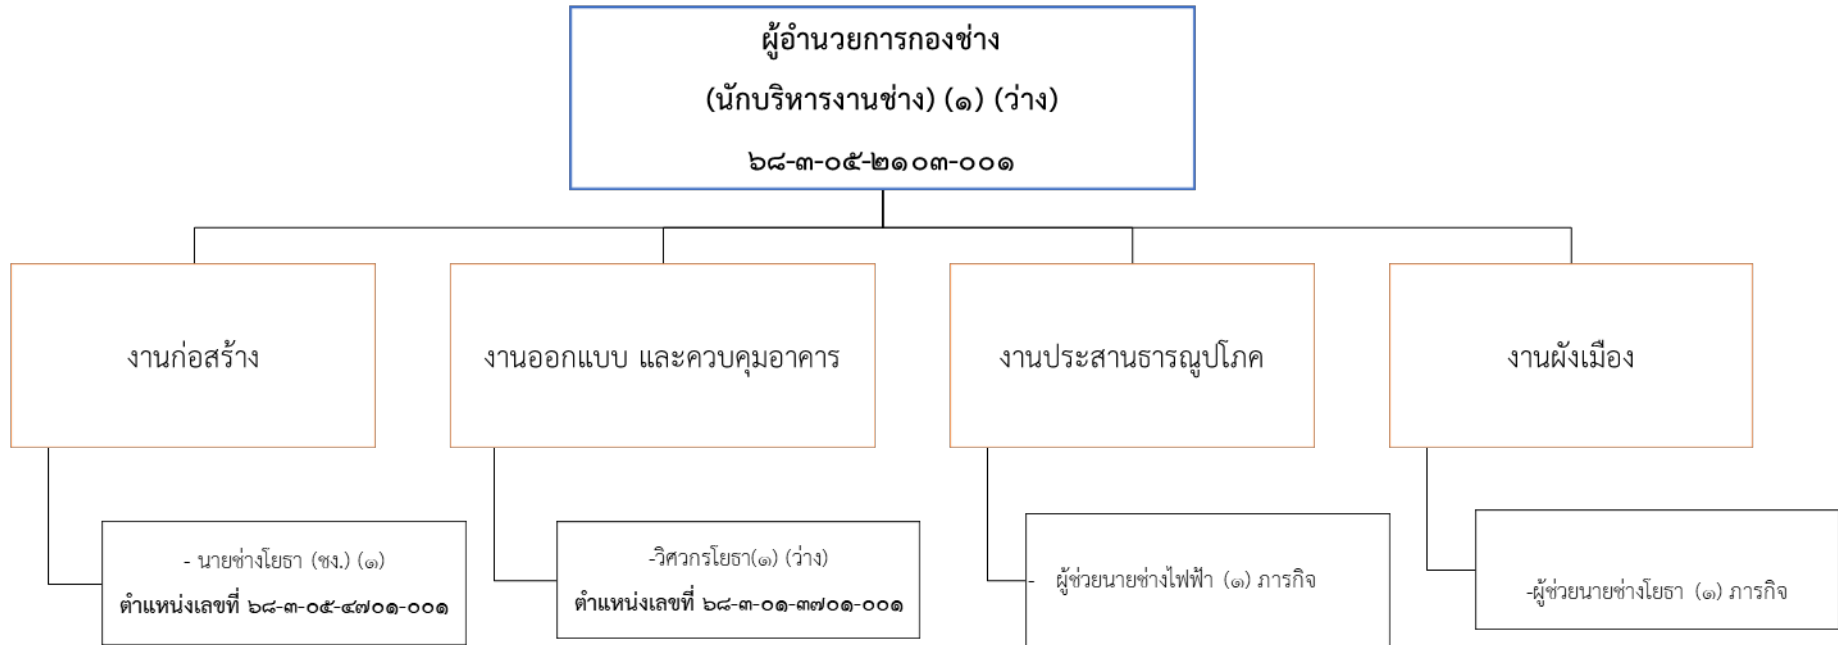 ผู้อำนวยการกองช่าง
(นักบริหารงานช่าง) (๑) (ว่าง)
๖๘-๓-๐๕-๒๑๐๓-๐๐๑
งานก่อสร้าง
งานออกแบบ และควบคุมอาคาร
งานประสานธารณูปโภค
งานผังเมือง
- นายช่างโยธา (ชง.) (๑)
ตำแหน่งเลขที่ ๖๘-๓-๐๕-๔๗๐๑-๐๐๑
-วิศวกรโยธา(๑) (ว่าง)
ตำแหน่งเลขที่ ๖๘-๓-๐๑-๓๗๐๑-๐๐๑
- ผู้ช่วยนายช่างไฟฟ้า (๑) ภารกิจ
-ผู้ช่วยนายช่างโยธา (๑) ภารกิจ